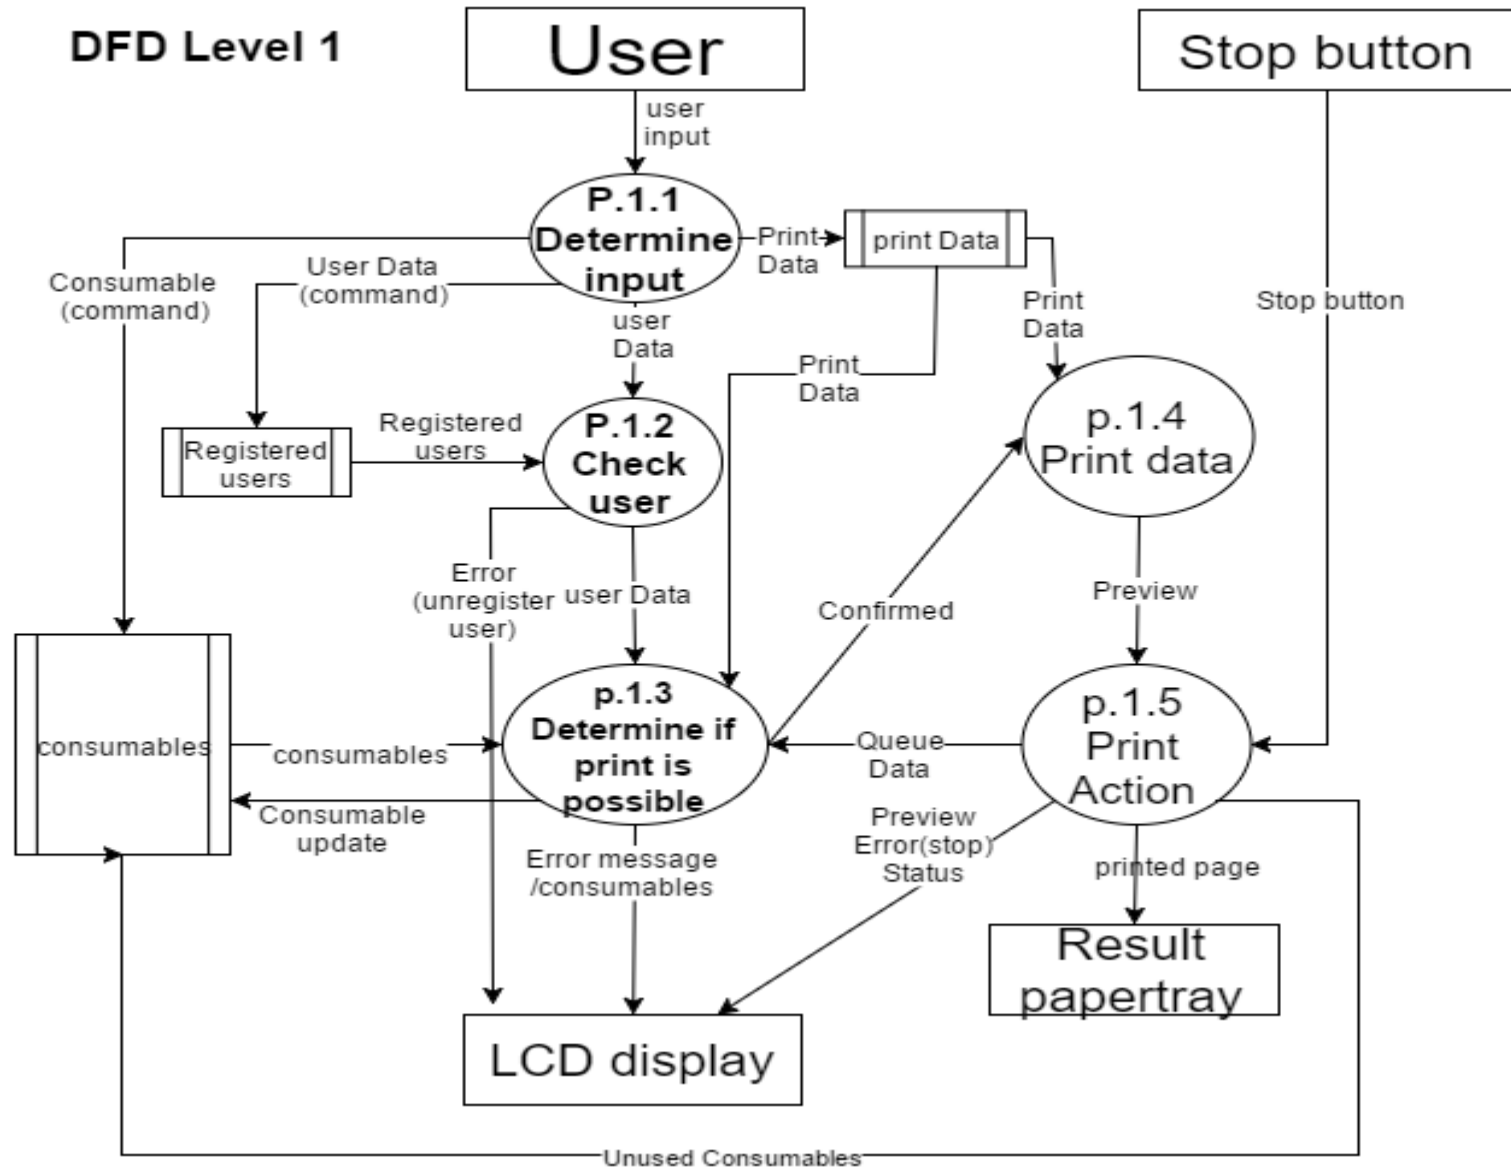 DFD Level 1
User
Stop button
user
input
P.1.1
Determine
input
Print
Data
print Data
Consumable
(command)
User Data
(command)
user
Data
Print
Data
Stop button
Print
Data
Registered
users
Registered
users
P.1.2
Check
user
p.1.4
Print data
Error
(unregister
user)
user Data
Confirmed
Preview
consumables
consumables
p.1.3
Determine if
print is
possible
Queue
Data
p.1.5
Print
Action
Consumable
update
Error message
/consumables
Preview
Error(stop)
Status
printed page
Result
papertray
LCD display
Unused Consumables